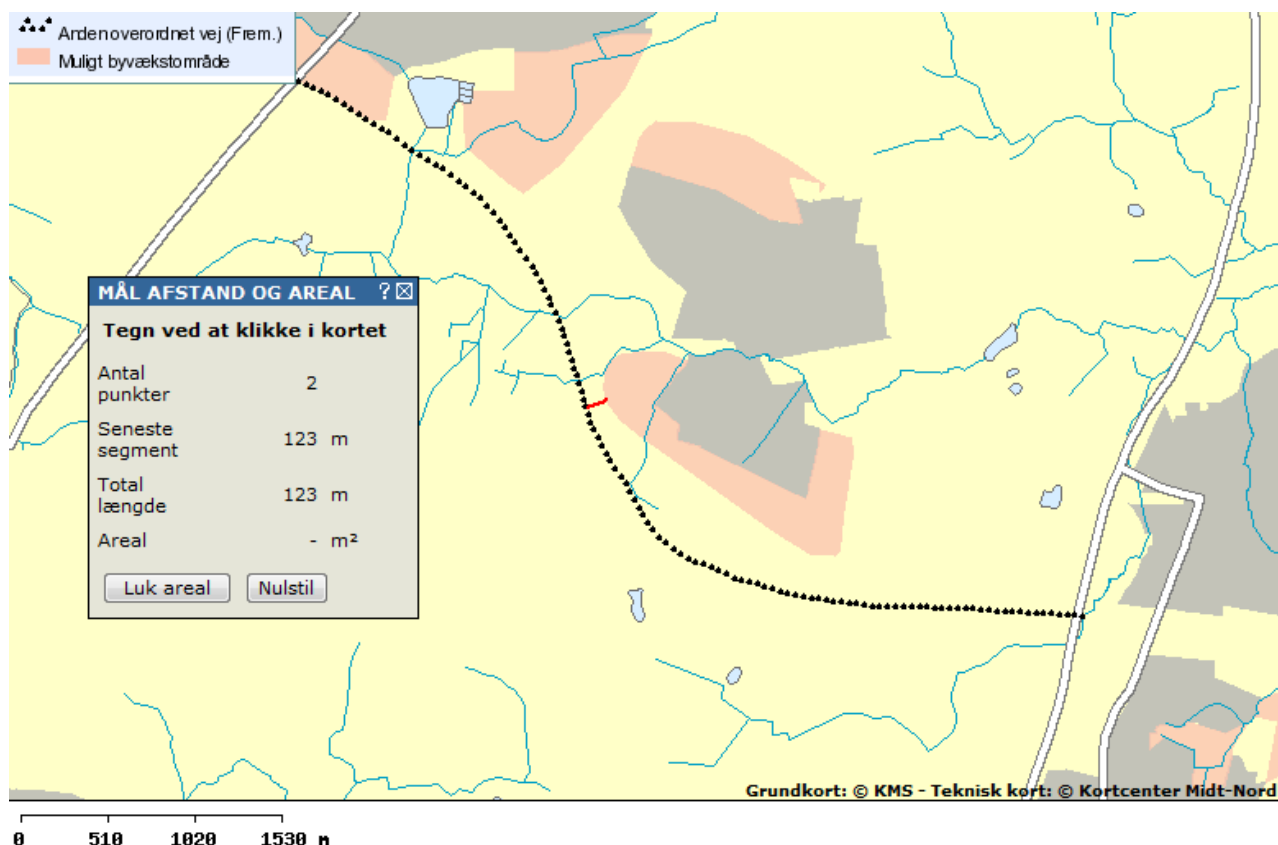 Anden overordnet vej (Frem.)
Muligt byvækstområde
MÅL AFSTAND OG AREAL ?
Tegn ved at klikke i kortet
Antal punkter 2
Seneste segment 123 m
Total længde 123 m
Areal - m²
Luk areal Nulstil
Grundkort: © KMS - Teknisk kort: © Kortcenter Midt-Nord
0 510 1020 1530 m